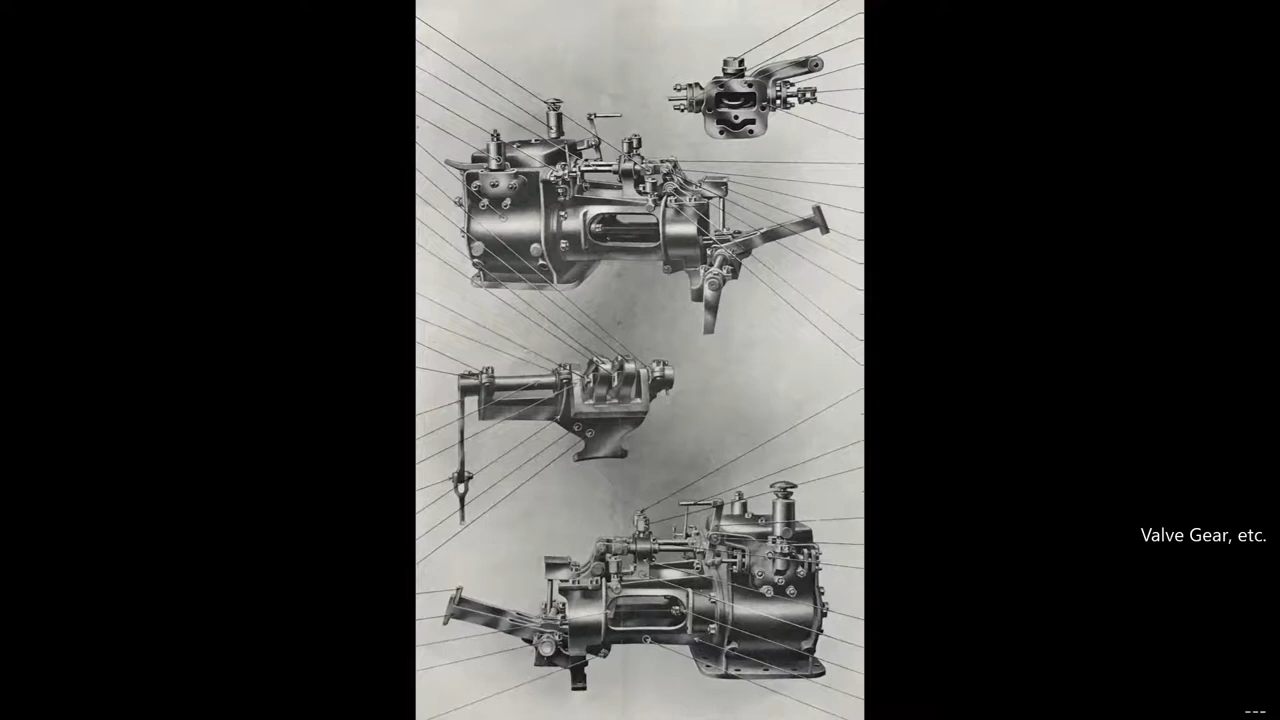 Valve Gear, etc.
---